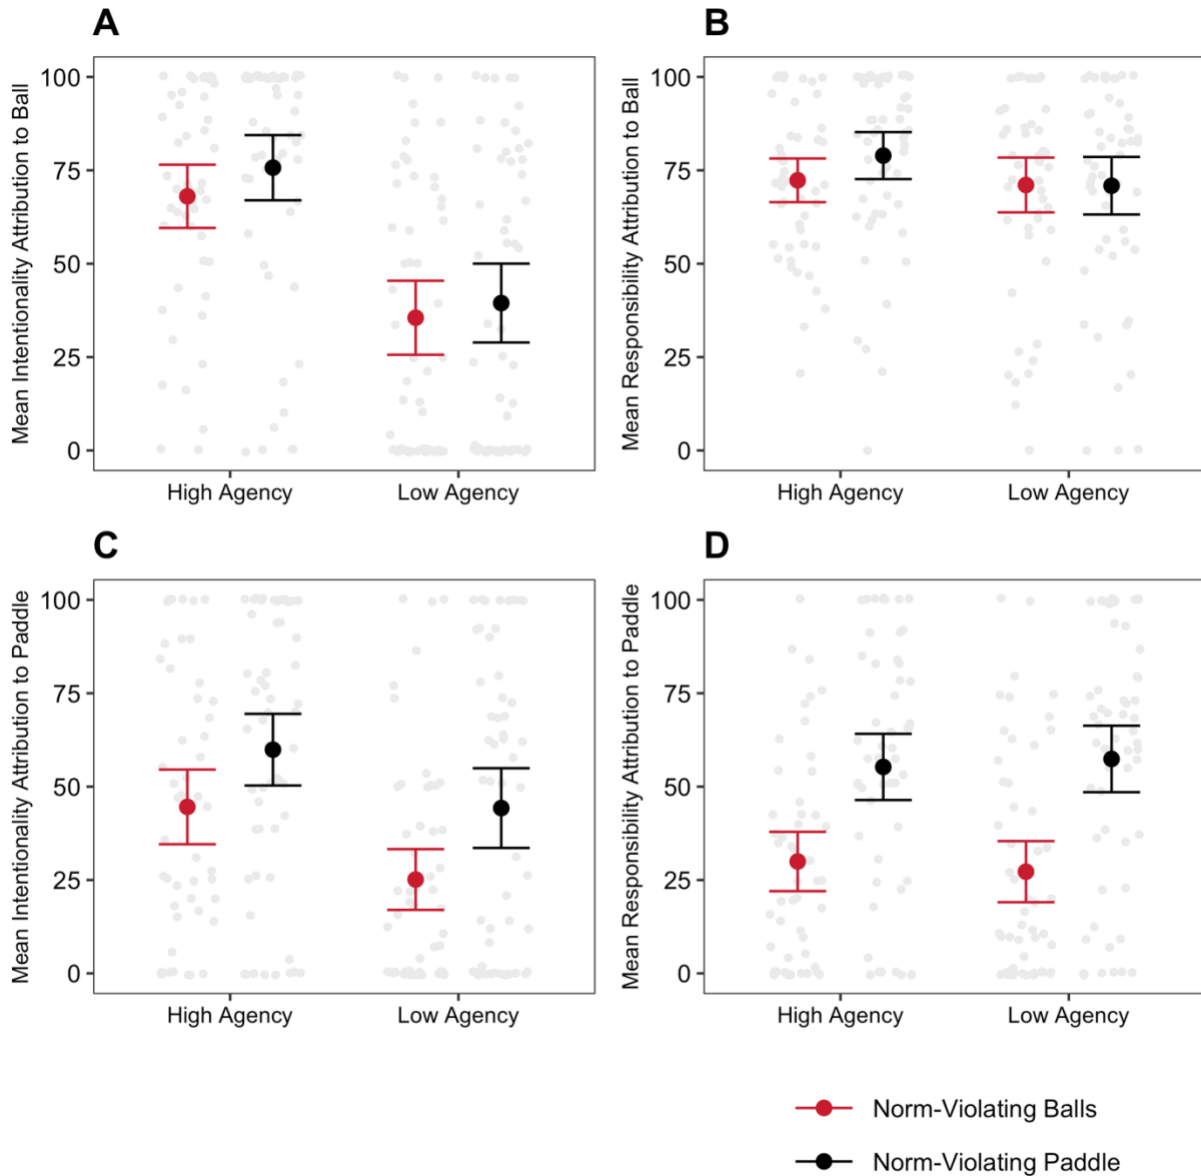 A
Mean Intentionality Attribution to Ball
100
75
50
25
0
High Agency
Low Agency
B
Mean Responsibility Attribution to Ball
100
75
50
25
0
High Agency
Low Agency
C
Mean Intentionality Attribution to Paddle
100
75
50
25
0
High Agency
Low Agency
D
Mean Responsibility Attribution to Paddle
100
75
50
25
0
High Agency
Low Agency
Norm-Violating Balls
Norm-Violating Paddle